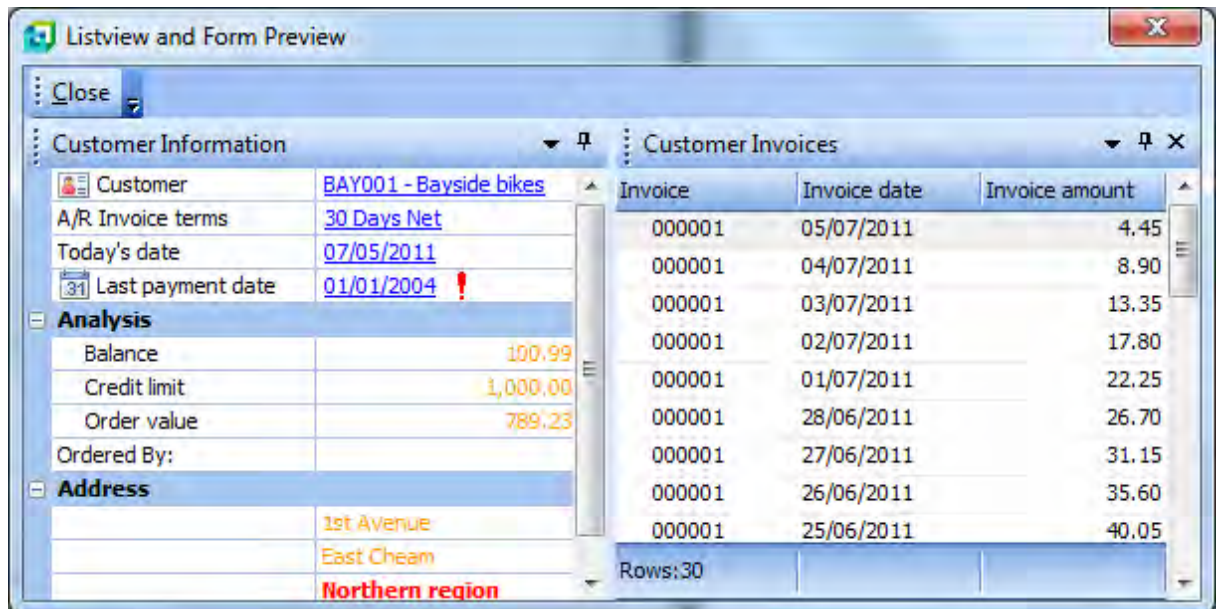 Listview and Form Preview
Close
Customer Information
Customer BAY001 - Bayside bikes
A/R Invoice terms 30 Days Net
Today's date 07/05/2011
31 Last payment date 01/01/2004 !
Analysis
Balance 100.99
Credit limit 1,000.00
Order value 789.23
Ordered By:
Address
1st Avenue
East Cheam
Northern region
Customer Invoices
Invoice Invoice date Invoice amount
000001 05/07/2011 4.45
000001 04/07/2011 8.90
000001 03/07/2011 13.35
000001 02/07/2011 17.80
000001 01/07/2011 22.25
000001 28/06/2011 26.70
000001 27/06/2011 31.15
000001 26/06/2011 35.60
000001 25/06/2011 40.05
Rows:30